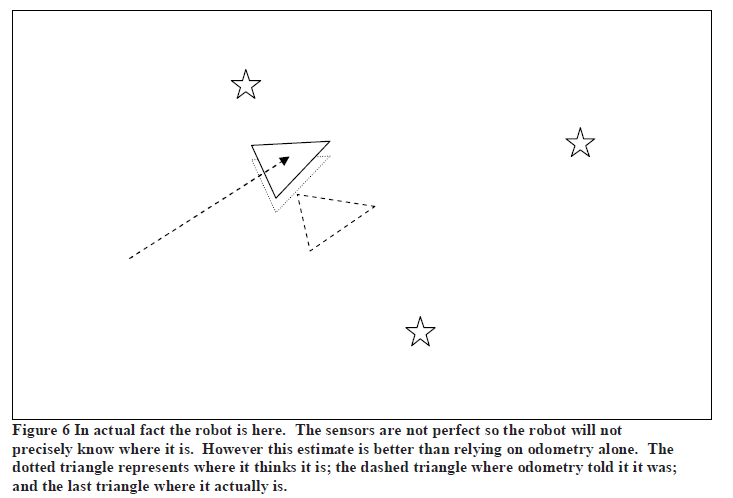 Figure 6 In actual fact the robot is here.  The sensors are not perfect so the robot will not
precisely know where it is.  However this estimate is better than relying on odometry alone.  The
dotted triangle represents where it thinks it is; the dashed triangle where odometry told it it was;
and the last triangle where it actually is.